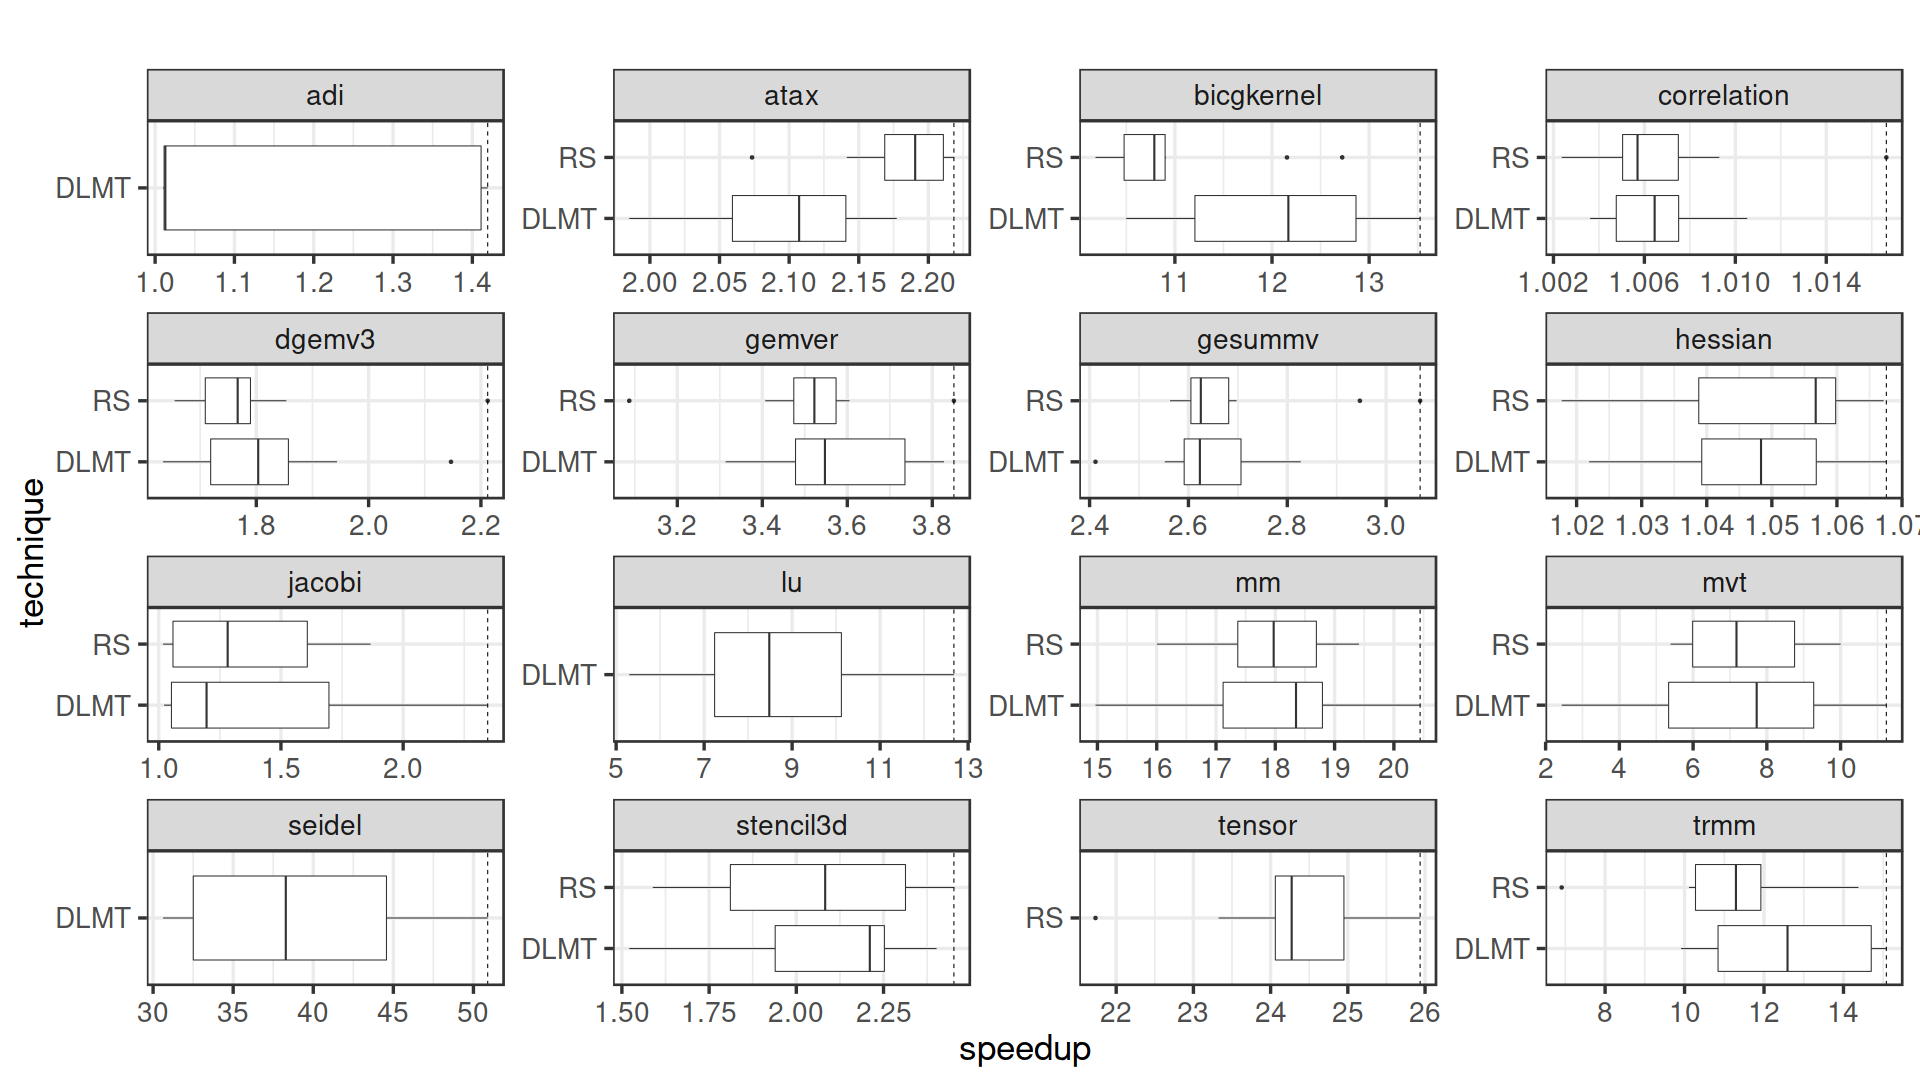 adi atax bicgkernel correlation
DLMT RS DLMT RS DLMT RS DLMT
1.0 1.1 1.2 1.3 1.4 2.00 2.05 2.10 2.15 2.20 11 12 13 1.002 1.006 1.010 1.014
dgemv3 gemver gesummv hessian
RS DLMT RS DLMT RS DLMT RS DLMT
1.8 2.0 2.2 3.2 3.4 3.6 3.8 2.4 2.6 2.8 3.0 1.02 1.03 1.04 1.05 1.06 1.07
technique
jacobi lu mm mvt
RS DLMT DLMT RS DLMT RS DLMT
1.0 1.5 2.0 5 7 9 11 13 15 16 17 18 19 20 2 4 6 8 10
seidel stencil3d tensor trmm
DLMT RS DLMT RS RS DLMT
30 35 40 45 50 1.50 1.75 2.00 2.25 22 23 24 25 26 8 10 12 14
speedup